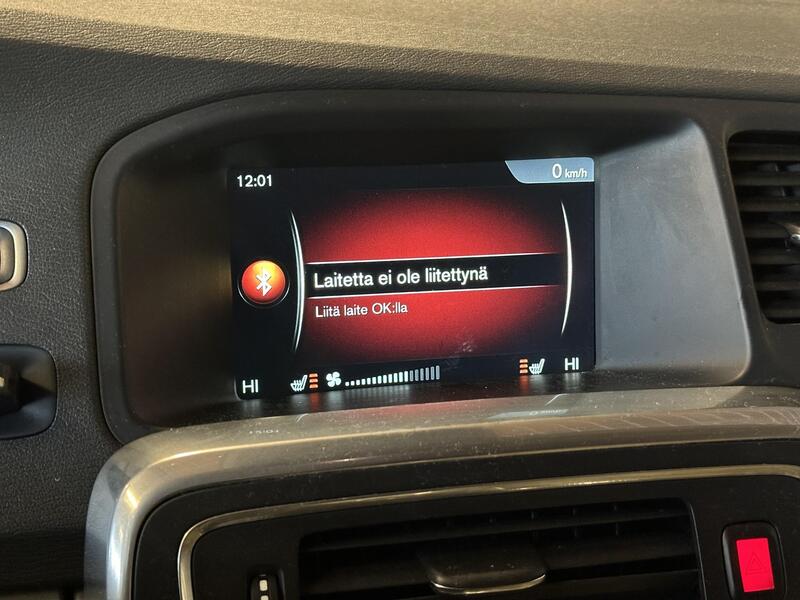 12:01
0 km/h
Laitetta ei ole liitettynä
Liitä laite OK:lla
HI
HI